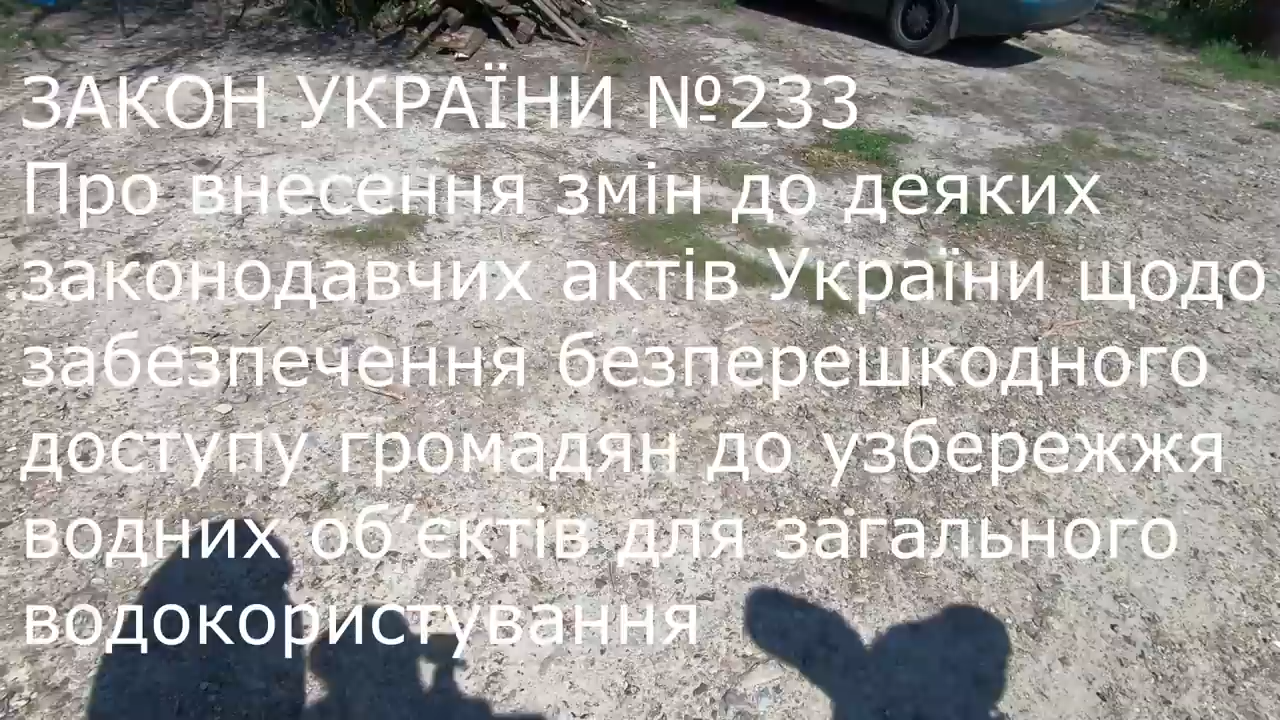 ЗАКОН УКРАЇНИ №233
Про внесення змін до деяких
законодавчих актів України щодо
забезпечення безперешкодного
доступу громадян до узбережжя
водних об’єктів для загального
водокористування